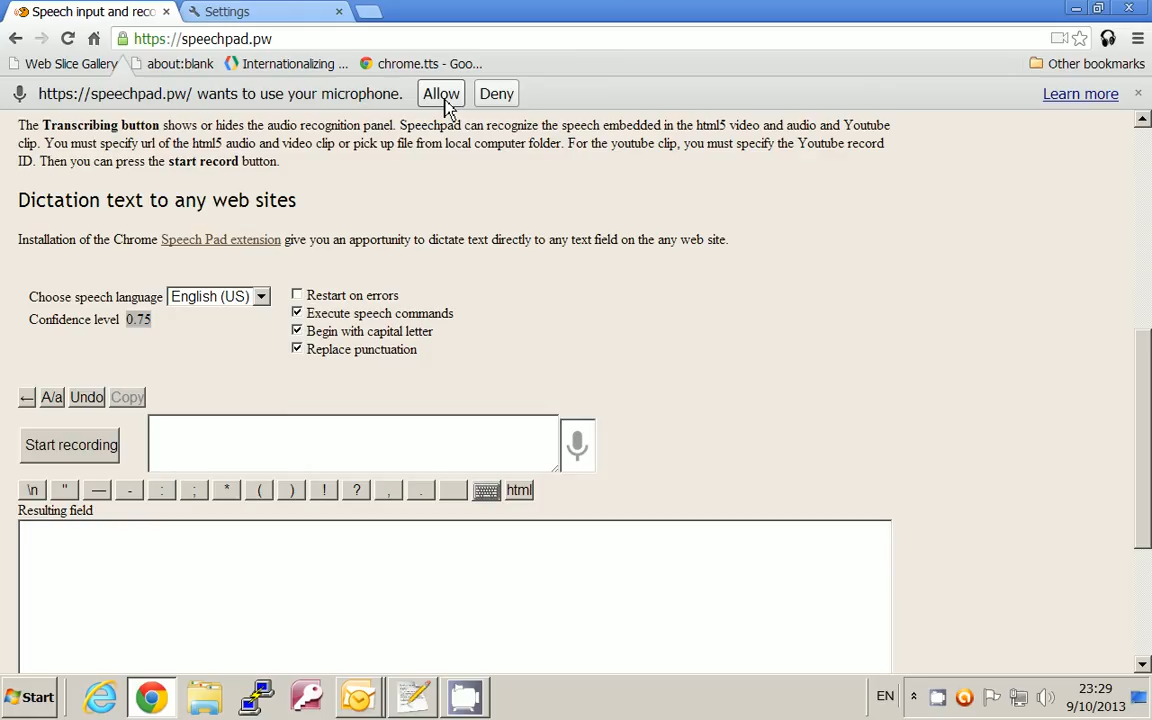 Speech input and reco
Settings
https://speechpad.pw
Web Slice Gallery
about:blank
Internationalizing ...
chrome.tts - Goo...
Other bookmarks
https://speechpad.pw/ wants to use your microphone.
Allow
Deny
Learn more
The Transcribing button shows or hides the audio recognition panel. Speechpad can recognize the speech embedded in the html5 video and audio and Youtube
clip. You must specify url of the html5 audio and video clip or pick up file from local computer folder. For the youtube clip, you must specify the Youtube record
ID. Then you can press the start record button.
Dictation text to any web sites
Installation of the Chrome Speech Pad extension give you an apportunity to dictate text directly to any text field on the any web site.
Choose speech language English (US)
Confidence level 0.75
Restart on errors
Execute speech commands
Begin with capital letter
Replace punctuation
← A/a Undo Copy
Start recording
\n " — - : ; * ( ) ! ? , . html
Resulting field
Start
EN
23:29
9/10/2013